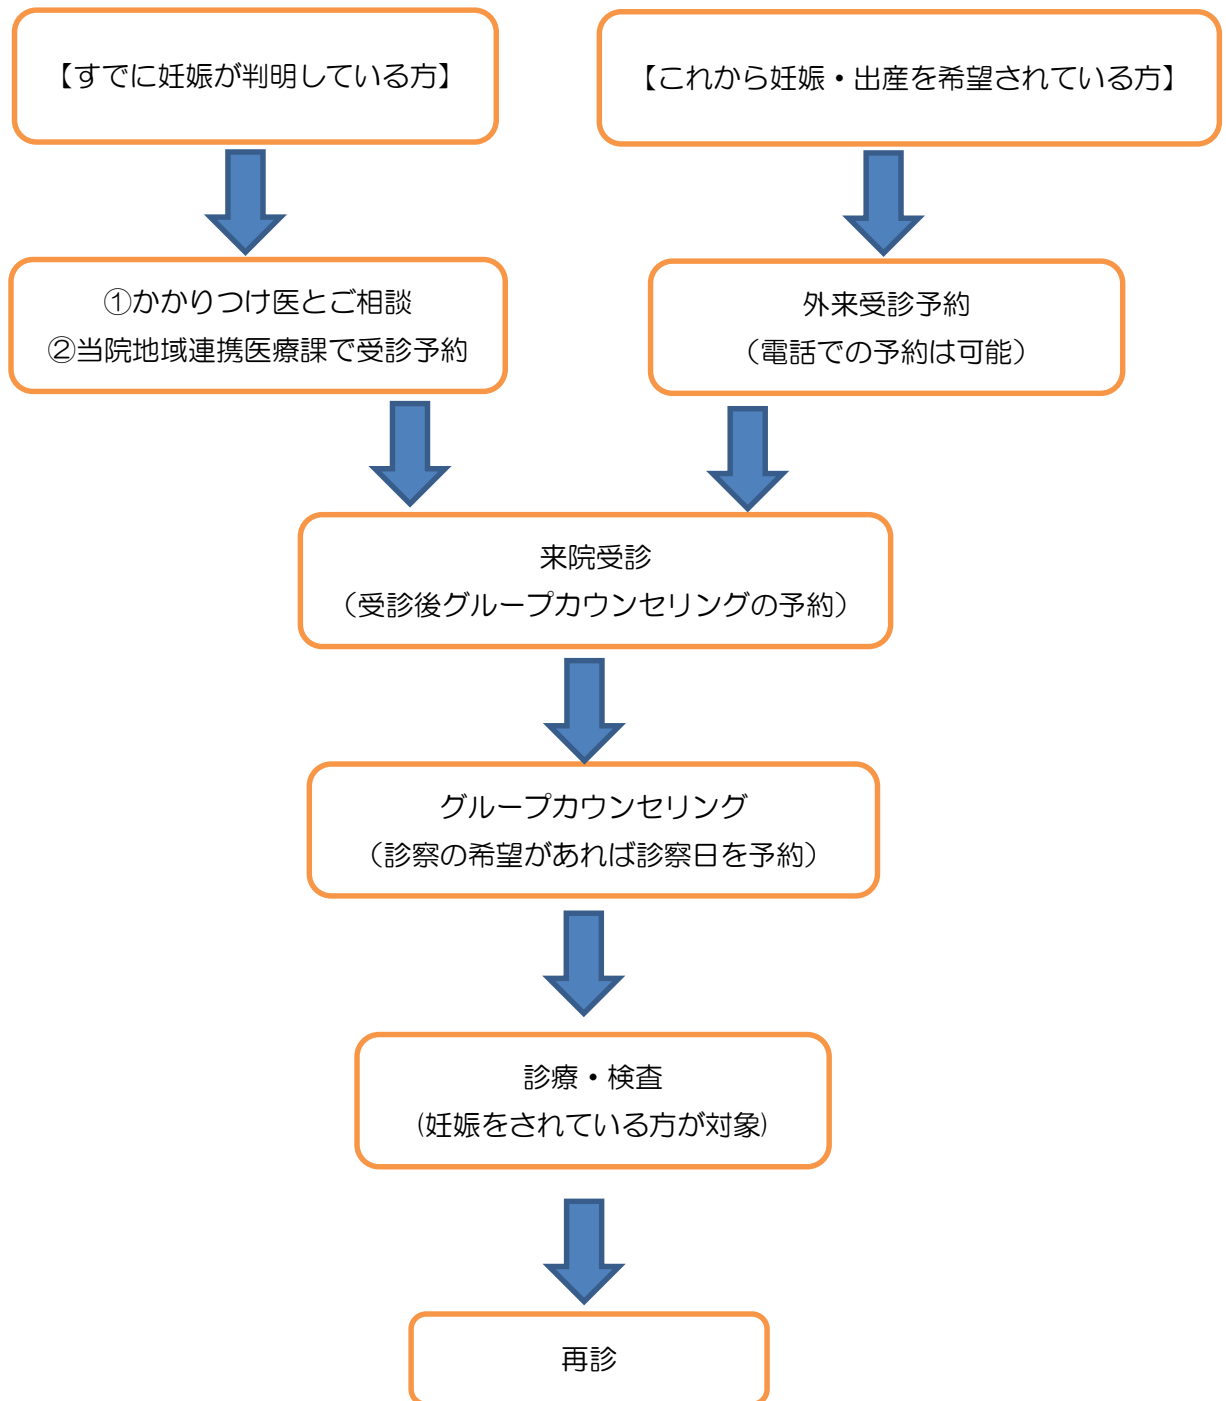 【すでに妊娠が判明している方】
【これから妊娠・出産を希望されている方】
①かかりつけ医とご相談
②当院地域連携医療課で受診予約
外来受診予約
（電話での予約は可能）
来院受診
（受診後グループカウンセリングの予約）
グループカウンセリング
（診察の希望があれば診察日を予約）
診療・検査
(妊娠をされている方が対象)
再診